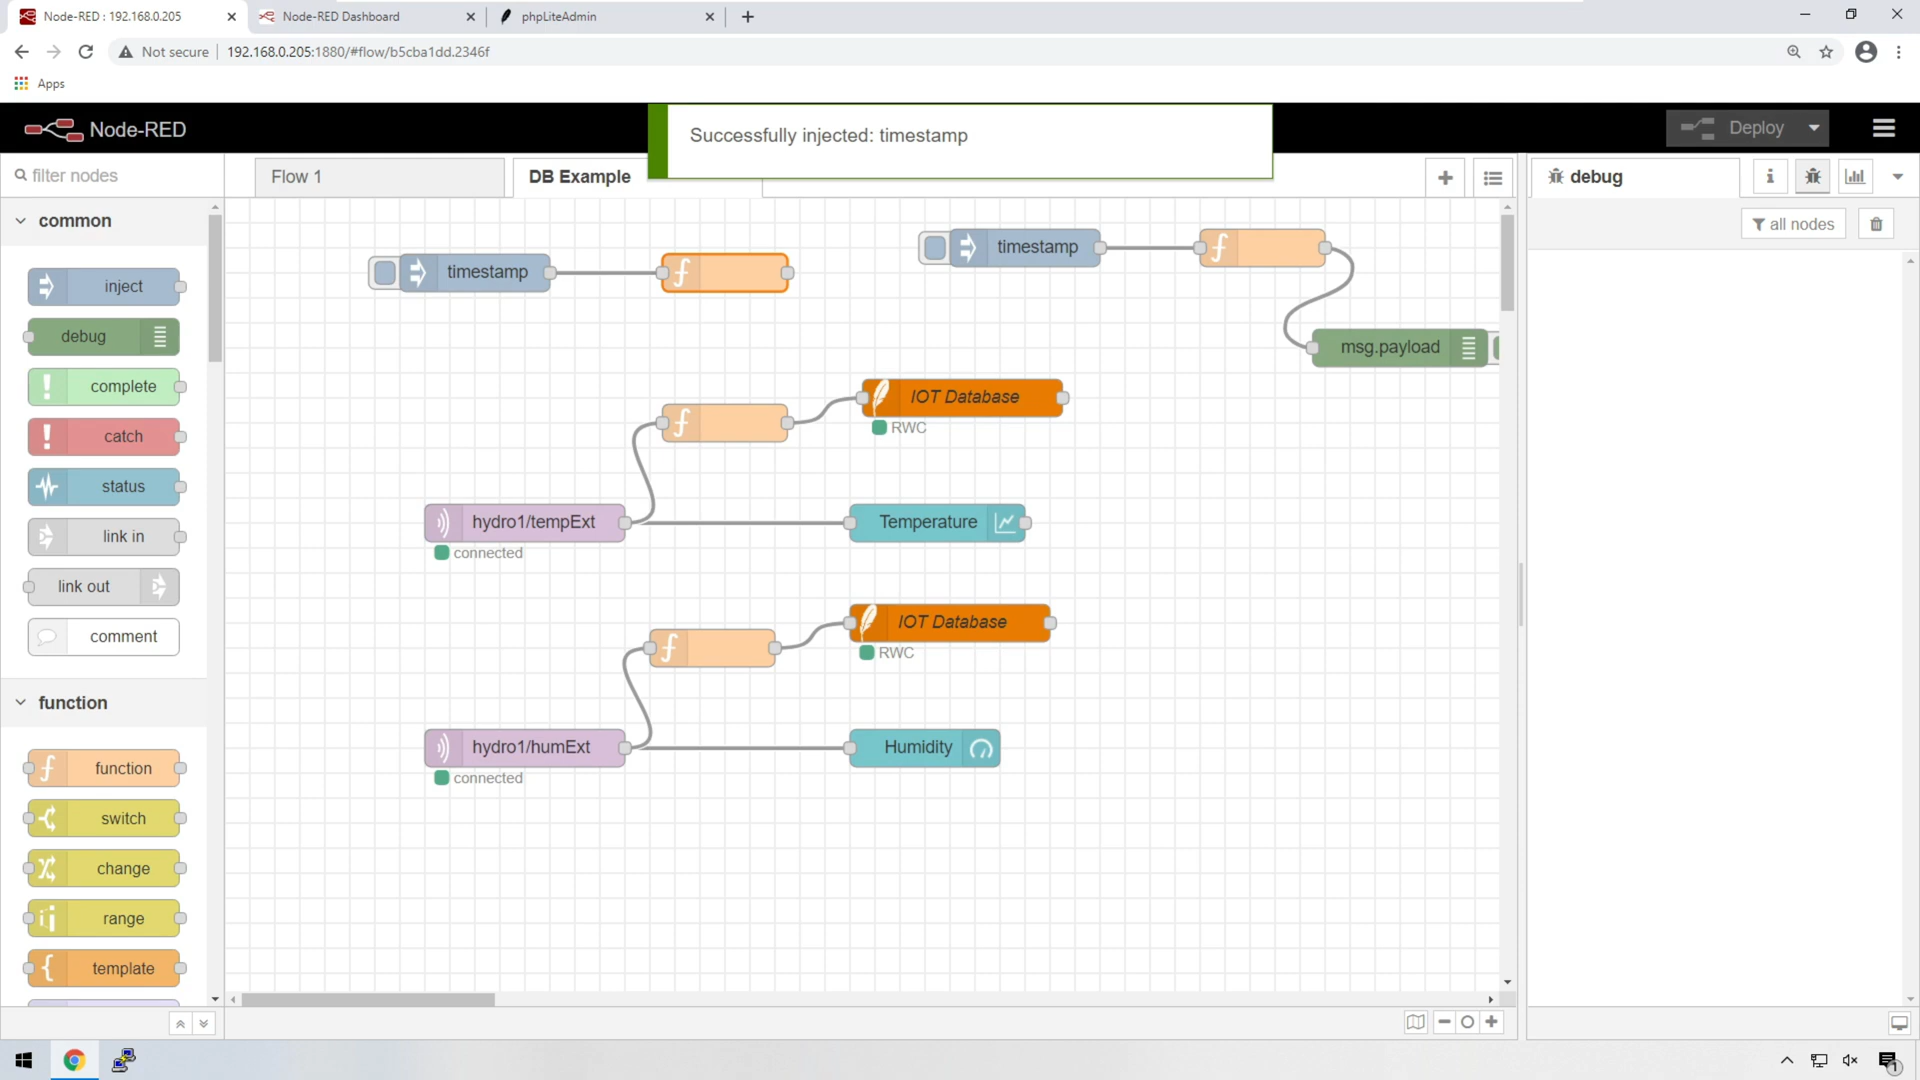 Node-RED : 192.168.0.205
Node-RED Dashboard
phpLiteAdmin
Not secure
192.168.0.205:1880/#flow/b5cba1dd.2346f
Apps
Node-RED
Successfully injected: timestamp
Deploy
filter nodes
Flow 1
DB Example
debug
all nodes
common
inject
debug
complete
catch
status
link in
link out
comment
function
function
switch
change
range
template
timestamp
timestamp
msg.payload
IOT Database
RWC
hydro1/tempExt
connected
Temperature
IOT Database
RWC
hydro1/humExt
connected
Humidity
1